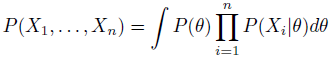 P(X_1, \ldots, X_n) = \int P(\theta) \prod_{i=1}^{n} P(X_i|\theta) d\theta